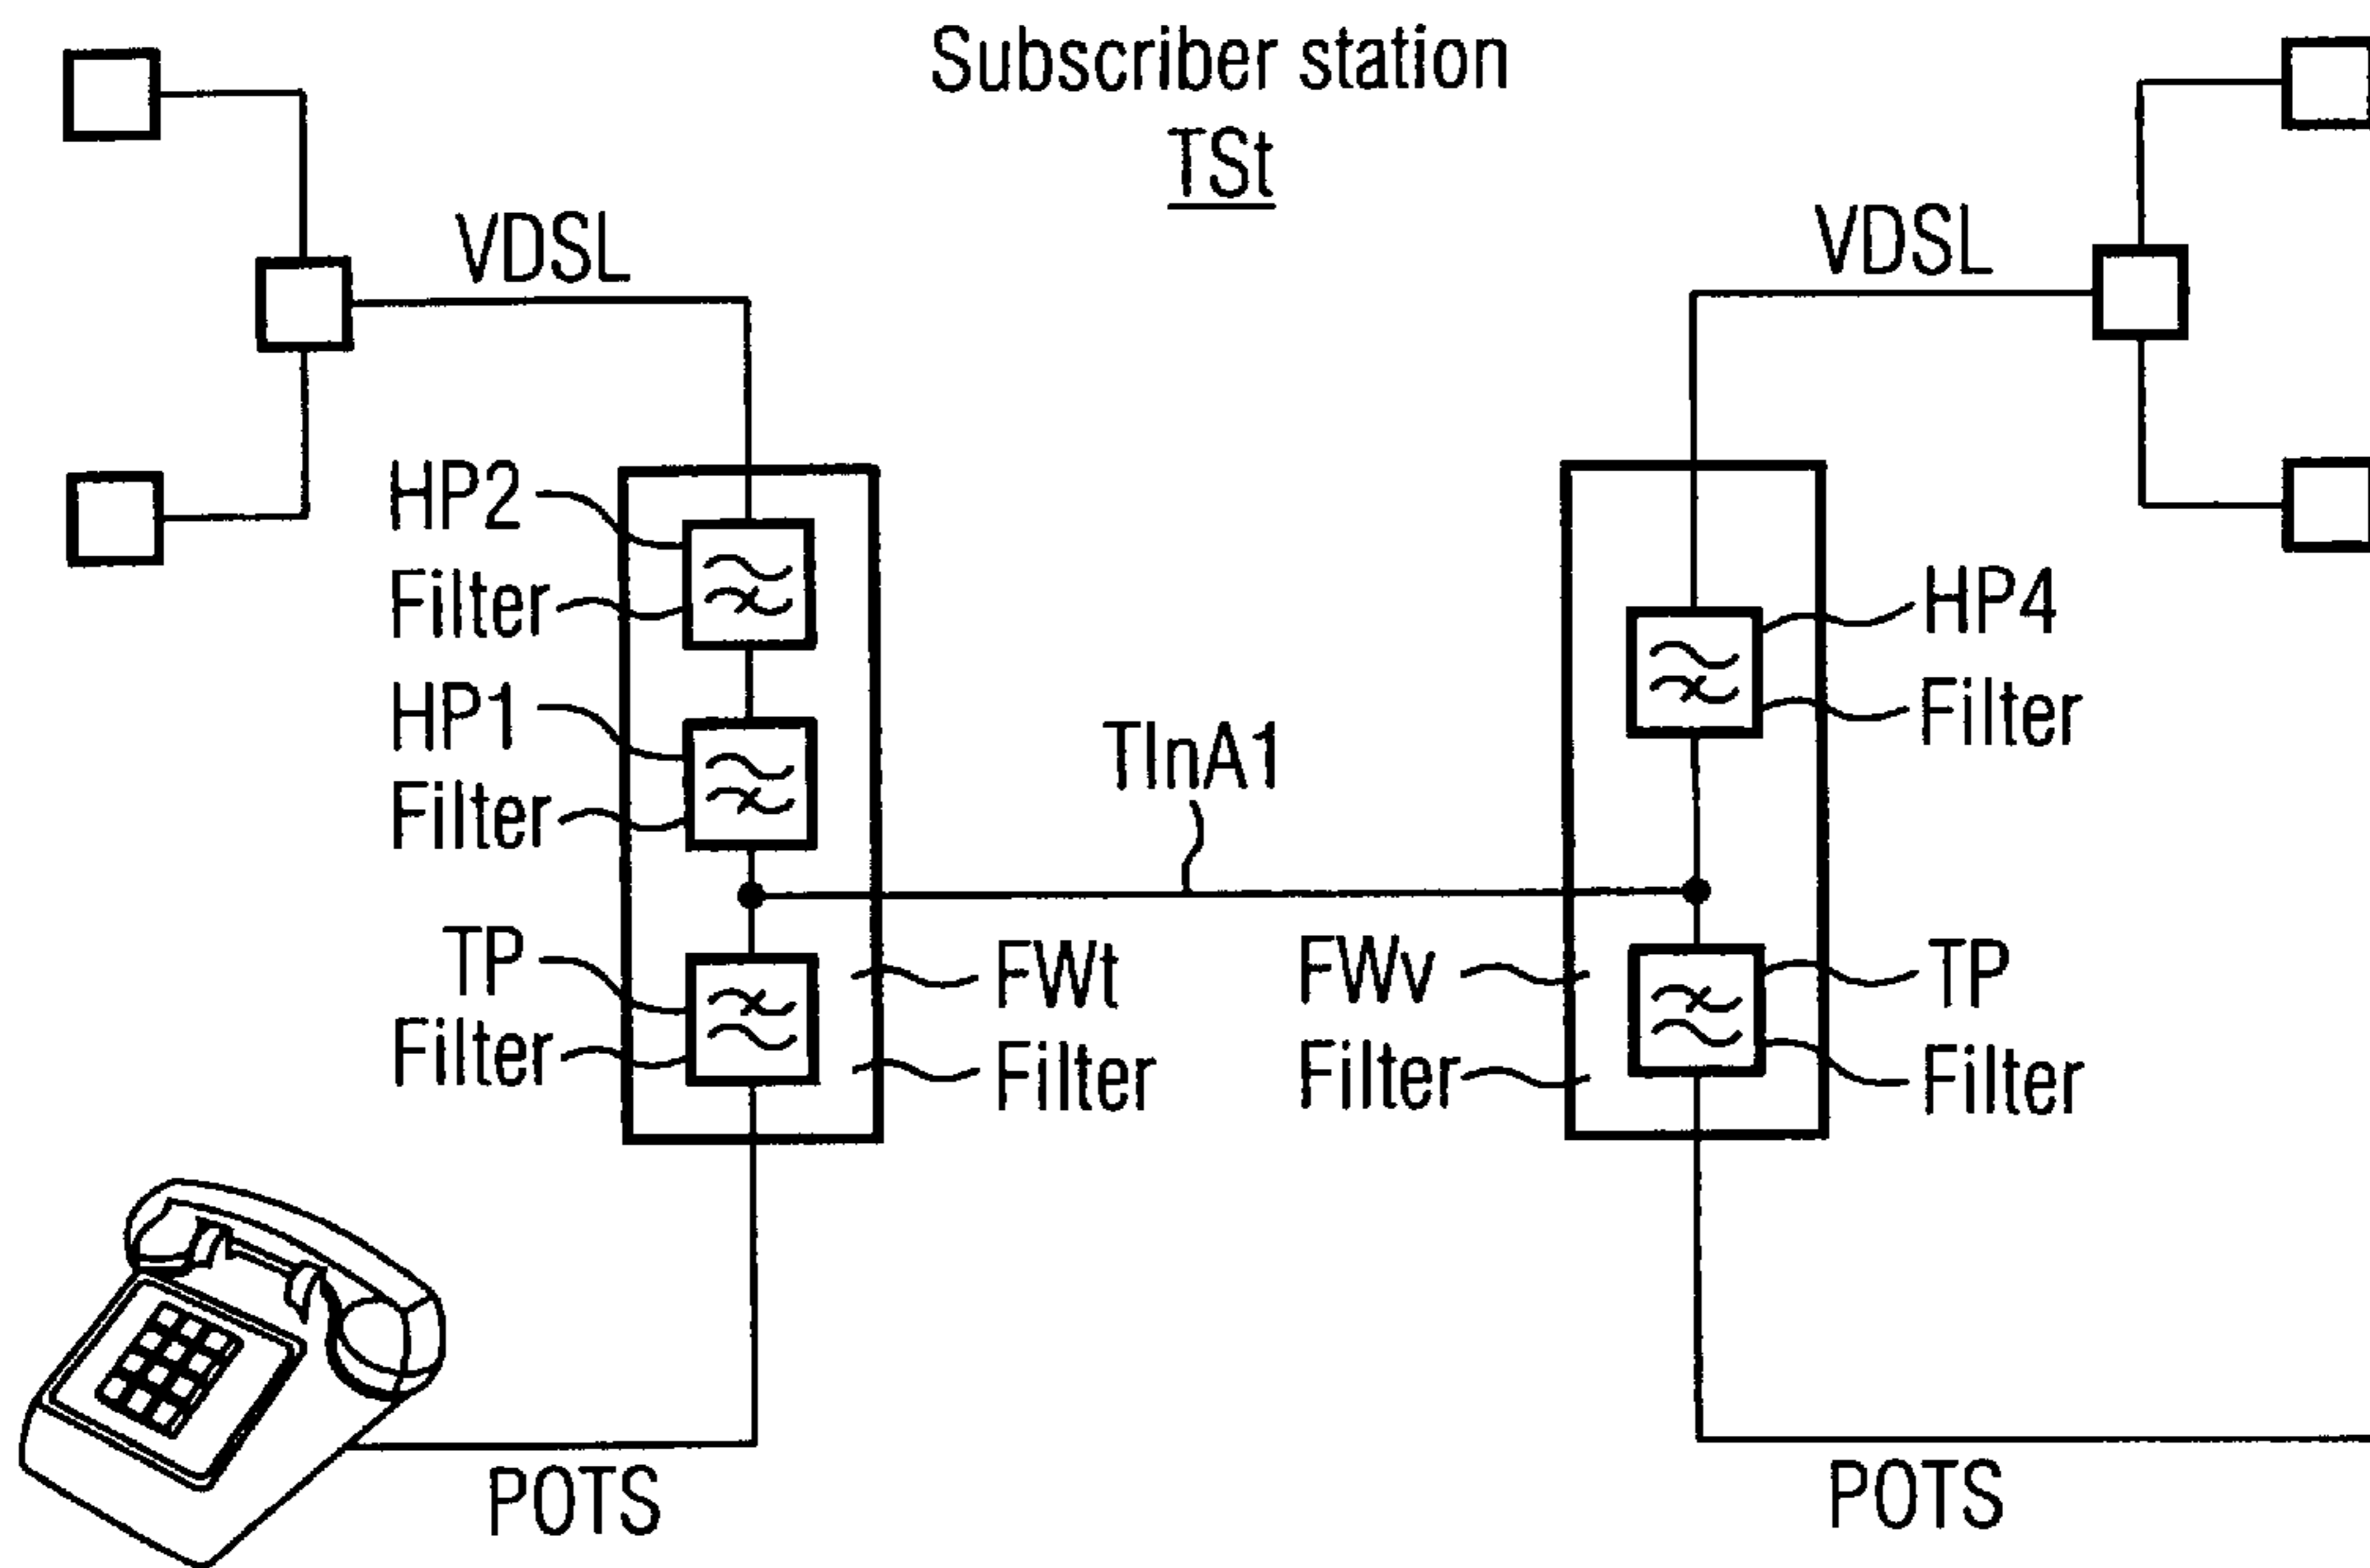 Subscriber station
TSt
VDSL
VDSL
HP2
Filter
HP1
Filter
TP
Filter
FWt
Filter
TlnA1
FWv
Filter
HP4
Filter
TP
Filter
POTS
POTS